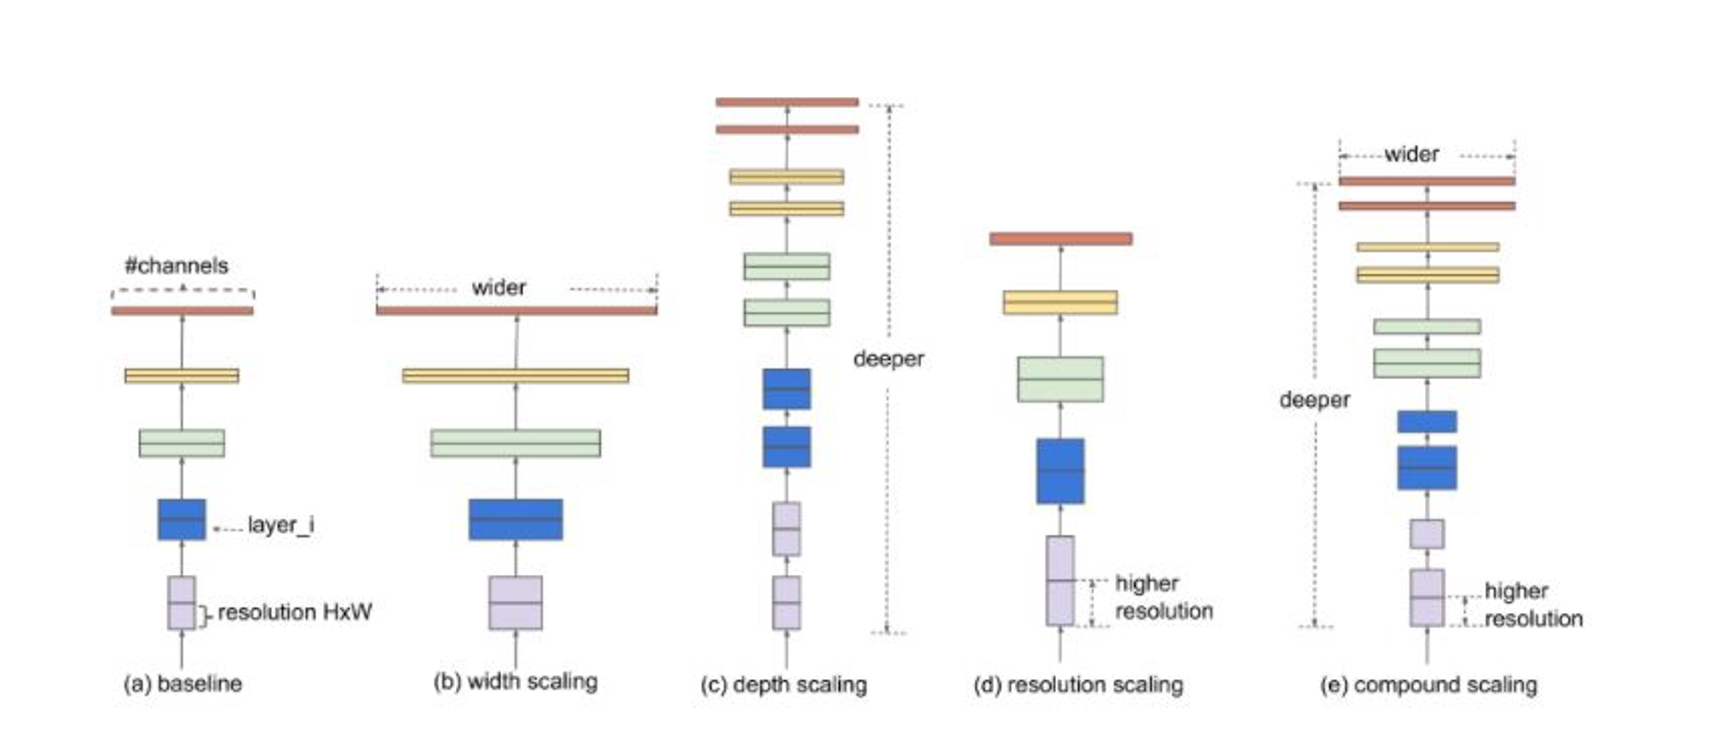 #channels
layer_i
resolution HxW
(a) baseline
wider
(b) width scaling
deeper
(c) depth scaling
higher
resolution
(d) resolution scaling
wider
deeper
higher
resolution
(e) compound scaling